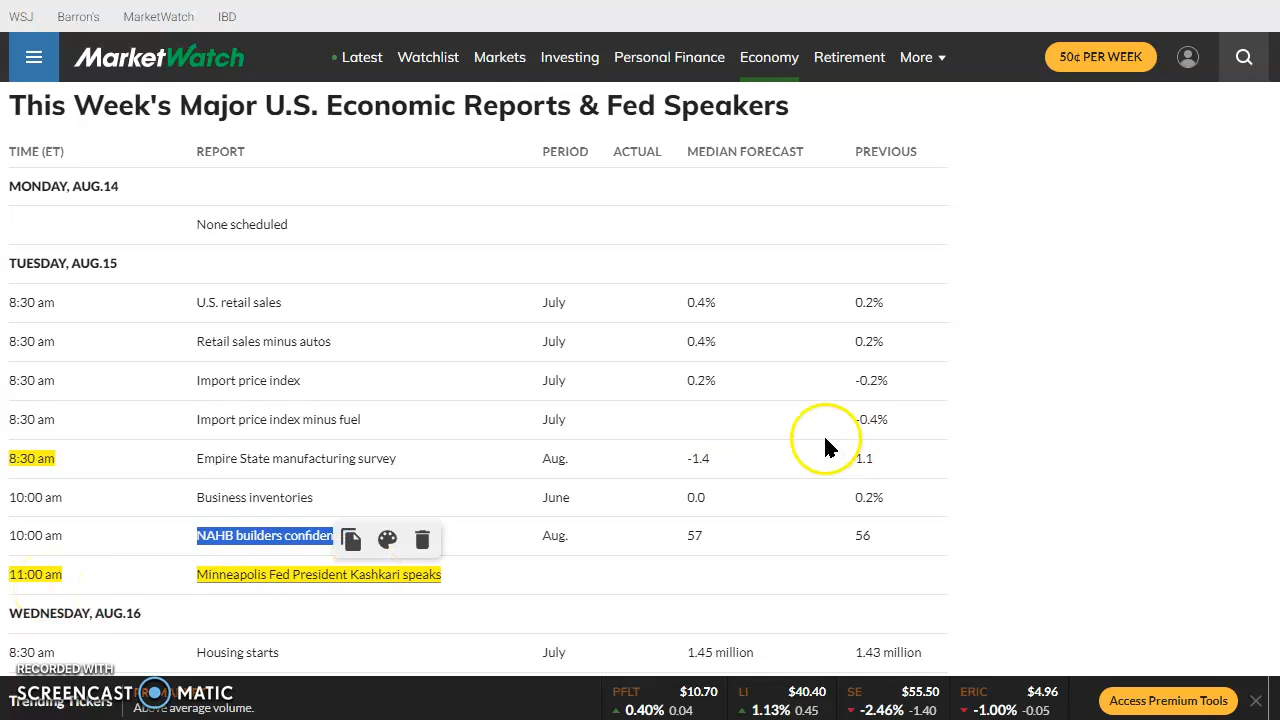 WSJ Barron's MarketWatch IBD
MarketWatch Latest Watchlist Markets Investing Personal Finance Economy Retirement More 50¢ PER WEEK
This Week's Major U.S. Economic Reports & Fed Speakers
TIME (ET) REPORT PERIOD ACTUAL MEDIAN FORECAST PREVIOUS
MONDAY, AUG.14
None scheduled
TUESDAY, AUG.15
8:30 am U.S. retail sales July 0.4% 0.2%
8:30 am Retail sales minus autos July 0.4% 0.2%
8:30 am Import price index July 0.2% -0.2%
8:30 am Import price index minus fuel July -0.4%
8:30 am Empire State manufacturing survey Aug. -1.4 1.1
10:00 am Business inventories June 0.0 0.2%
10:00 am NAHB builders confiden Aug. 57 56
11:00 am Minneapolis Fed President Kashkari speaks
WEDNESDAY, AUG.16
8:30 am Housing starts July 1.45 million 1.43 million
RECORDED WITH
SCREENCAST MATIC
Trending Tickers
Above average volume.
PFLT $10.70 LI $40.40 SE $55.50 ERIC $4.96
0.40% 0.04 1.13% 0.45 -2.46% -1.40 -1.00% -0.05
Access Premium Tools